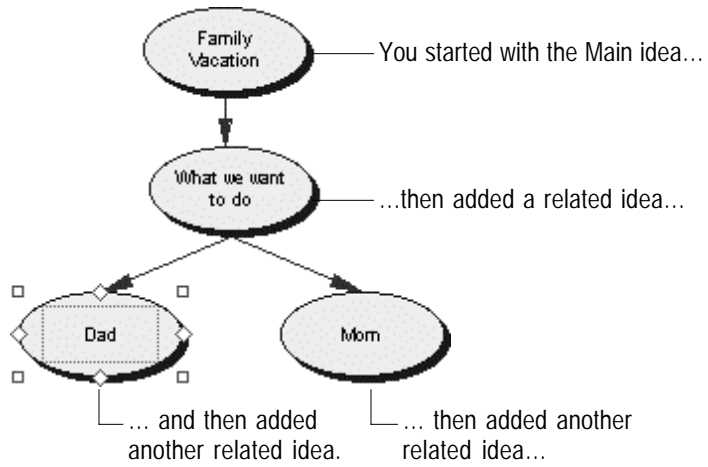 Family
Vacation
You started with the Main idea…
What we want
to do
…then added a related idea…
Dad
Mom
… and then added
another related idea.
… then added another
related idea…